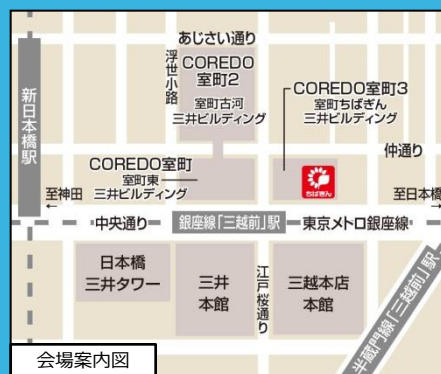 あじさい通り
浮世小路
COREDO
室町2
室町古河
三井ビルディング
COREDO室町3
室町ちばぎん
三井ビルディング
新日本橋駅
仲通り
COREDO室町
室町東
三井ビルディング
ちばぎん
至神田
至日本橋
中央通り
銀座線「三越前」駅
東京メトロ銀座線
日本橋
三井タワー
三井
本館
江戸桜通り
三越本店
本館
半蔵門線「三越前」駅
会場案内図